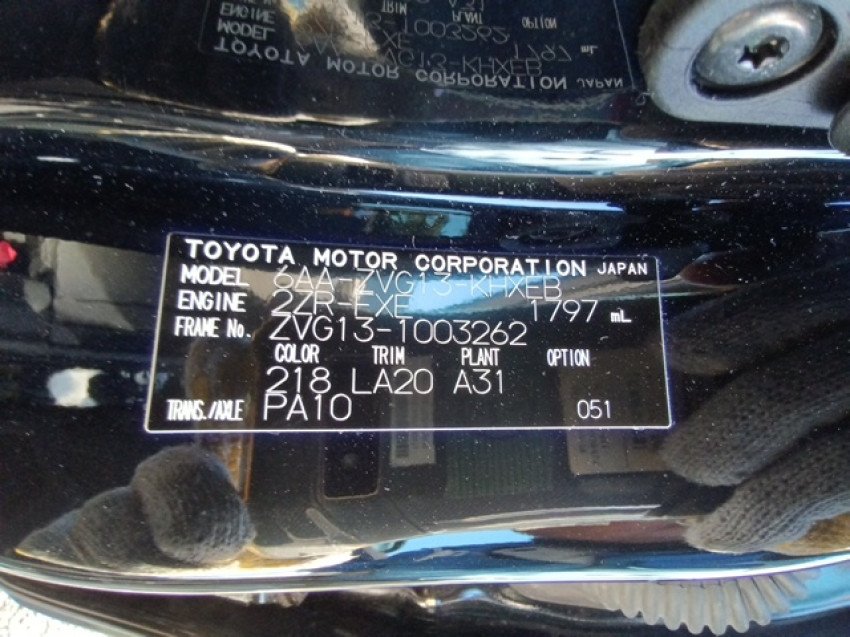 TOYOTA MOTOR CORPORATION JAPAN
MODEL 6AA-ZVG13-KHXEB
ENGINE 2ZR-EXE 1797 mL
FRAME No. ZVG13-1003262
COLOR TRIM PLANT OPTION
218 LA20 A31
TRANS./AXLE PA10 051